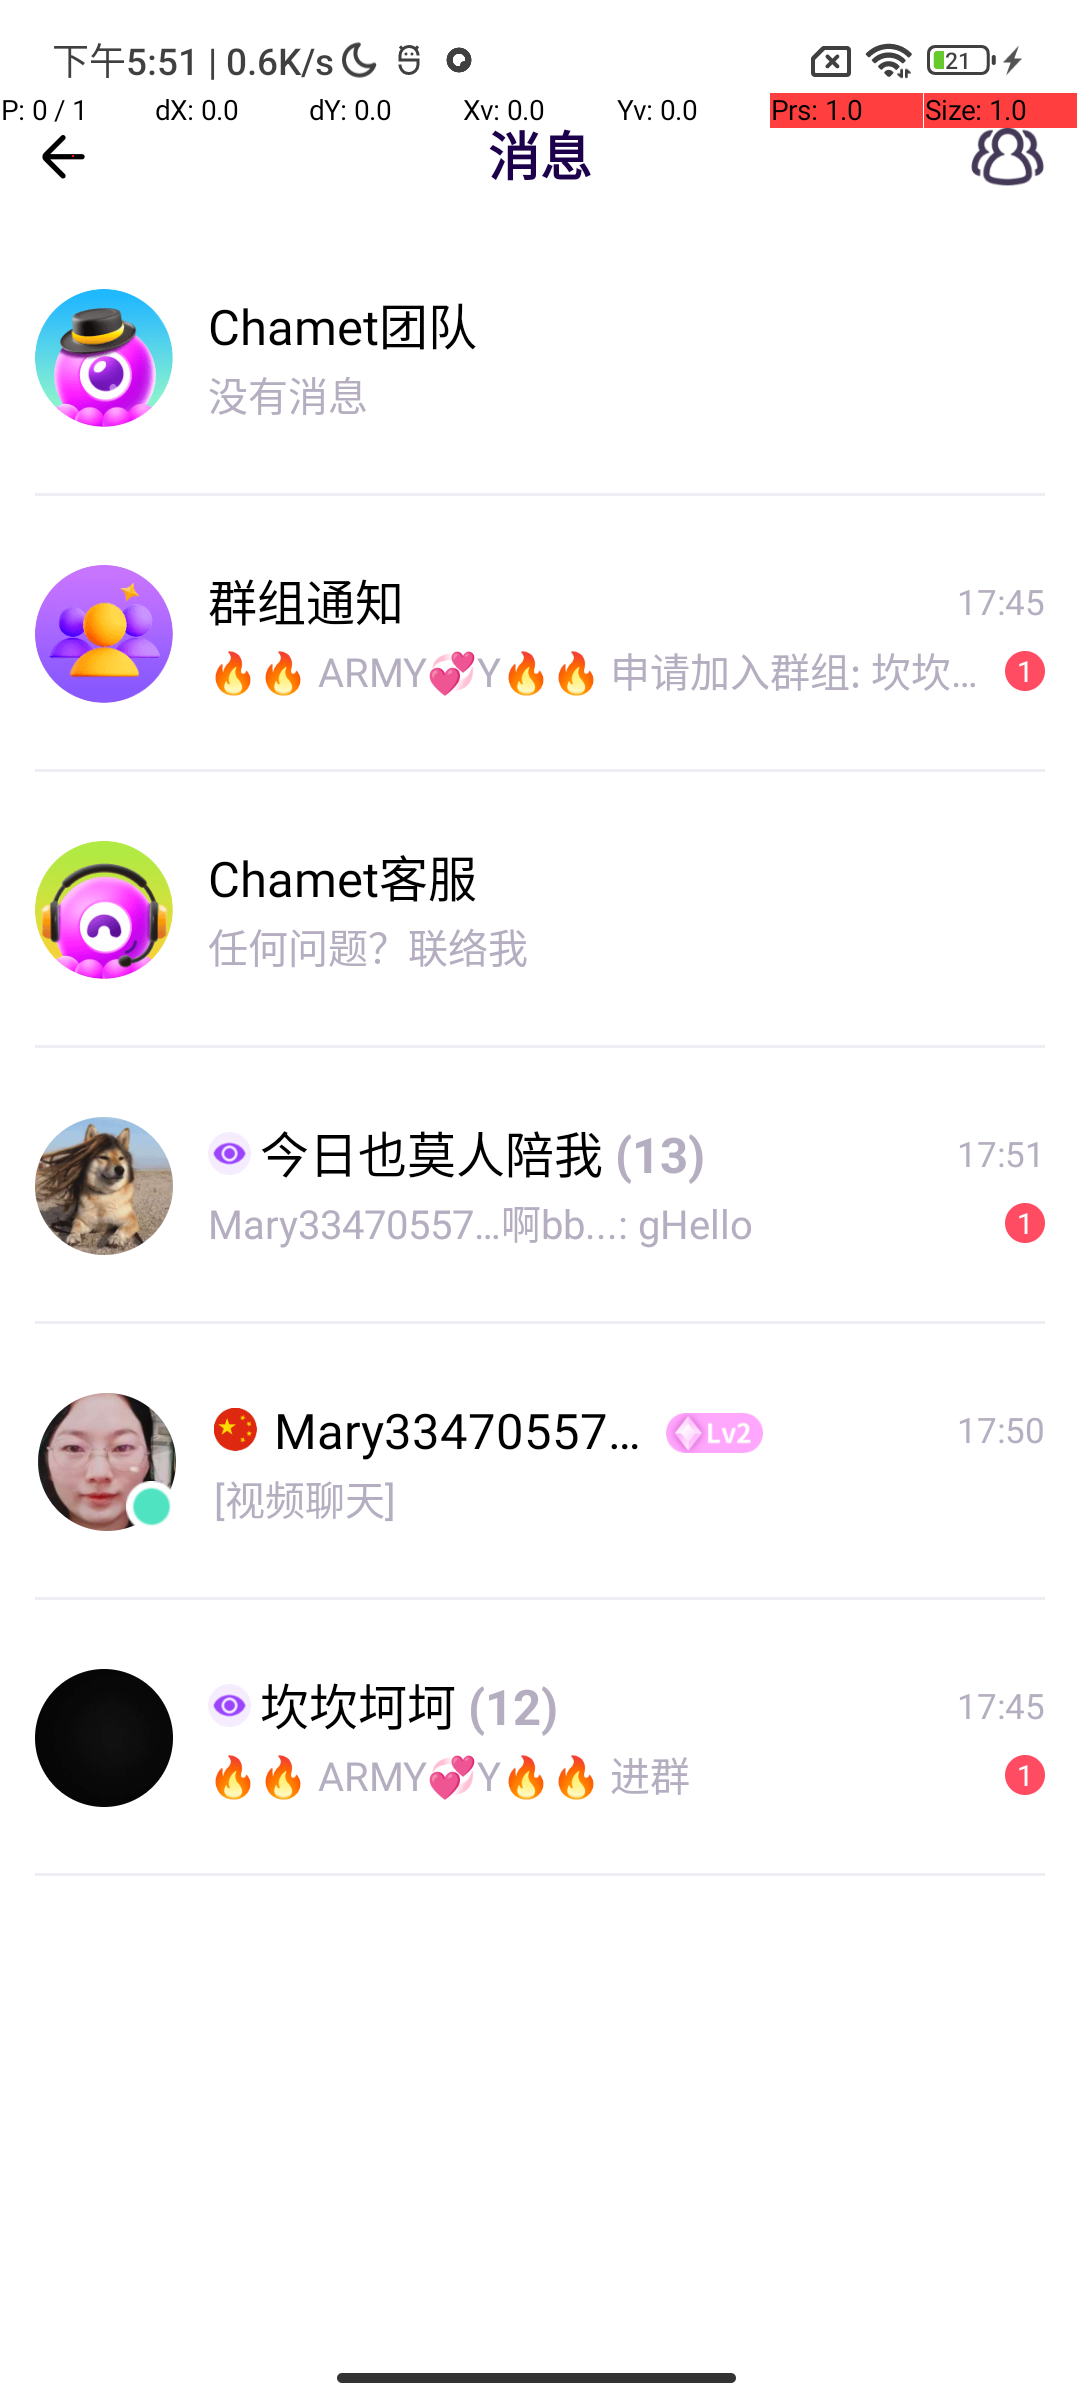 下午5:51 | 0.6K/s 21
P: 0 / 1 dX: 0.0 dY: 0.0 Xv: 0.0 Yv: 0.0 Prs: 1.0 Size: 1.0
消息
Chamet团队
没有消息
群组通知 17:45
🔥🔥 ARMY💞Y🔥🔥 申请加入群组: 坎坎... 1
Chamet客服
任何问题？联络我
今日也莫人陪我 (13) 17:51
Mary33470557...啊bb...: gHello 1
Mary33470557... Lv2 17:50
[视频聊天]
坎坎坷坷 (12) 17:45
🔥🔥 ARMY💞Y🔥🔥 进群 1